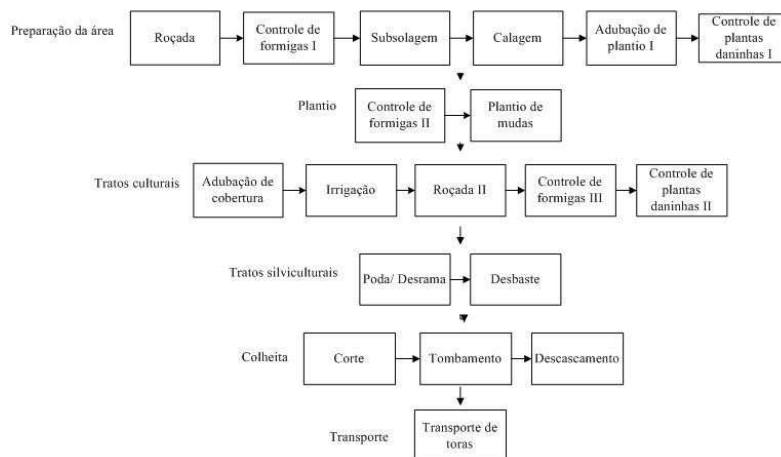 Preparação da área
Roçada
Controle de
formigas I
Subsolagem
Calagem
Adubação de
plantio I
Controle de
plantas
daninhas I
Plantio
Controle de
formigas II
Plantio de
mudas
Tratos culturais
Adubação de
cobertura
Irrigação
Roçada II
Controle de
formigas III
Controle de
plantas
daninhas II
Tratos silviculturais
Poda/ Desrama
Desbaste
Colheita
Corte
Tombamento
Descascamento
Transporte
Transporte de
toras